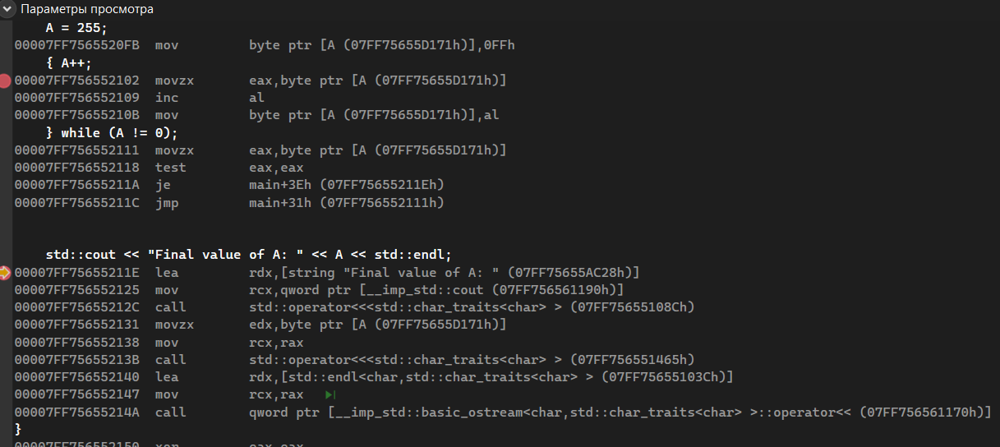 Параметры просмотра
A = 255;
00007FF7565520FB mov byte ptr [A (07FF75655D171h)],0FFh
{ A++;
00007FF756552102 movzx eax,byte ptr [A (07FF75655D171h)]
00007FF756552109 inc al
00007FF75655210B mov byte ptr [A (07FF75655D171h)],al
} while (A != 0);
00007FF756552111 movzx eax,byte ptr [A (07FF75655D171h)]
00007FF756552118 test eax,eax
00007FF75655211A je main+3Eh (07FF75655211Eh)
00007FF75655211C jmp main+31h (07FF756552111h)
std::cout << "Final value of A: " << A << std::endl;
00007FF75655211E lea rdx,[string "Final value of A: " (07FF75655AC28h)]
00007FF756552125 mov rcx,qword ptr [__imp_std::cout (07FF756561190h)]
00007FF75655212C call std::operator<<<std::char_traits<char> > (07FF75655108Ch)
00007FF756552131 movzx edx,byte ptr [A (07FF75655D171h)]
00007FF756552138 mov rcx,rax
00007FF75655213B call std::operator<<<std::char_traits<char> > (07FF756551465h)
00007FF756552140 lea rdx,[std::endl<char,std::char_traits<char> > (07FF75655103Ch)]
00007FF756552147 mov rcx,rax
00007FF75655214A call qword ptr [__imp_std::basic_ostream<char,std::char_traits<char> >::operator<< (07FF756561170h)]
}
00007FF756552150 xor eax,eax